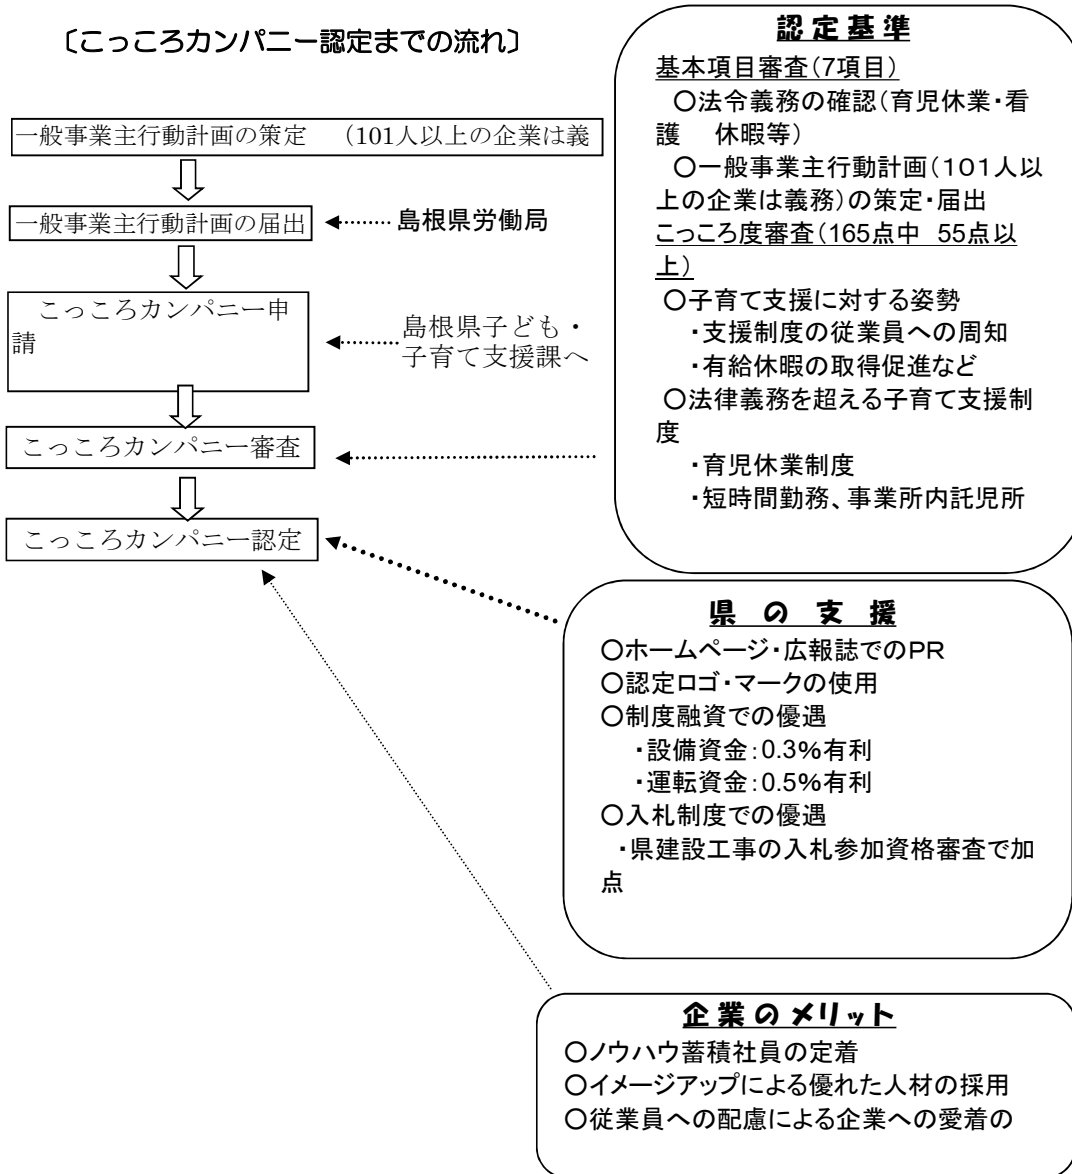 〔こっころカンパニー認定までの流れ〕
一般事業主行動計画の策定　（101人以上の企業は義
一般事業主行動計画の届出
島根県労働局
こっころカンパニー申
請
島根県子ども・
子育て支援課へ
こっころカンパニー審査
こっころカンパニー認定
認定基準
基本項目審査（7項目）
○法令義務の確認（育児休業・看
護　休暇等）
○一般事業主行動計画（１０１人以
上の企業は義務）の策定・届出
こっころ度審査（165点中　55点以
上）
○子育て支援に対する姿勢
・支援制度の従業員への周知
・有給休暇の取得促進など
○法律義務を超える子育て支援制
度
・育児休業制度
・短時間勤務、事業所内託児所
県の支援
○ホームページ・広報誌でのＰＲ
○認定ロゴ・マークの使用
○制度融資での優遇
・設備資金：0.3％有利
・運転資金：0.5％有利
○入札制度での優遇
・県建設工事の入札参加資格審査で加
点
企業のメリット
○ノウハウ蓄積社員の定着
○イメージアップによる優れた人材の採用
○従業員への配慮による企業への愛着の